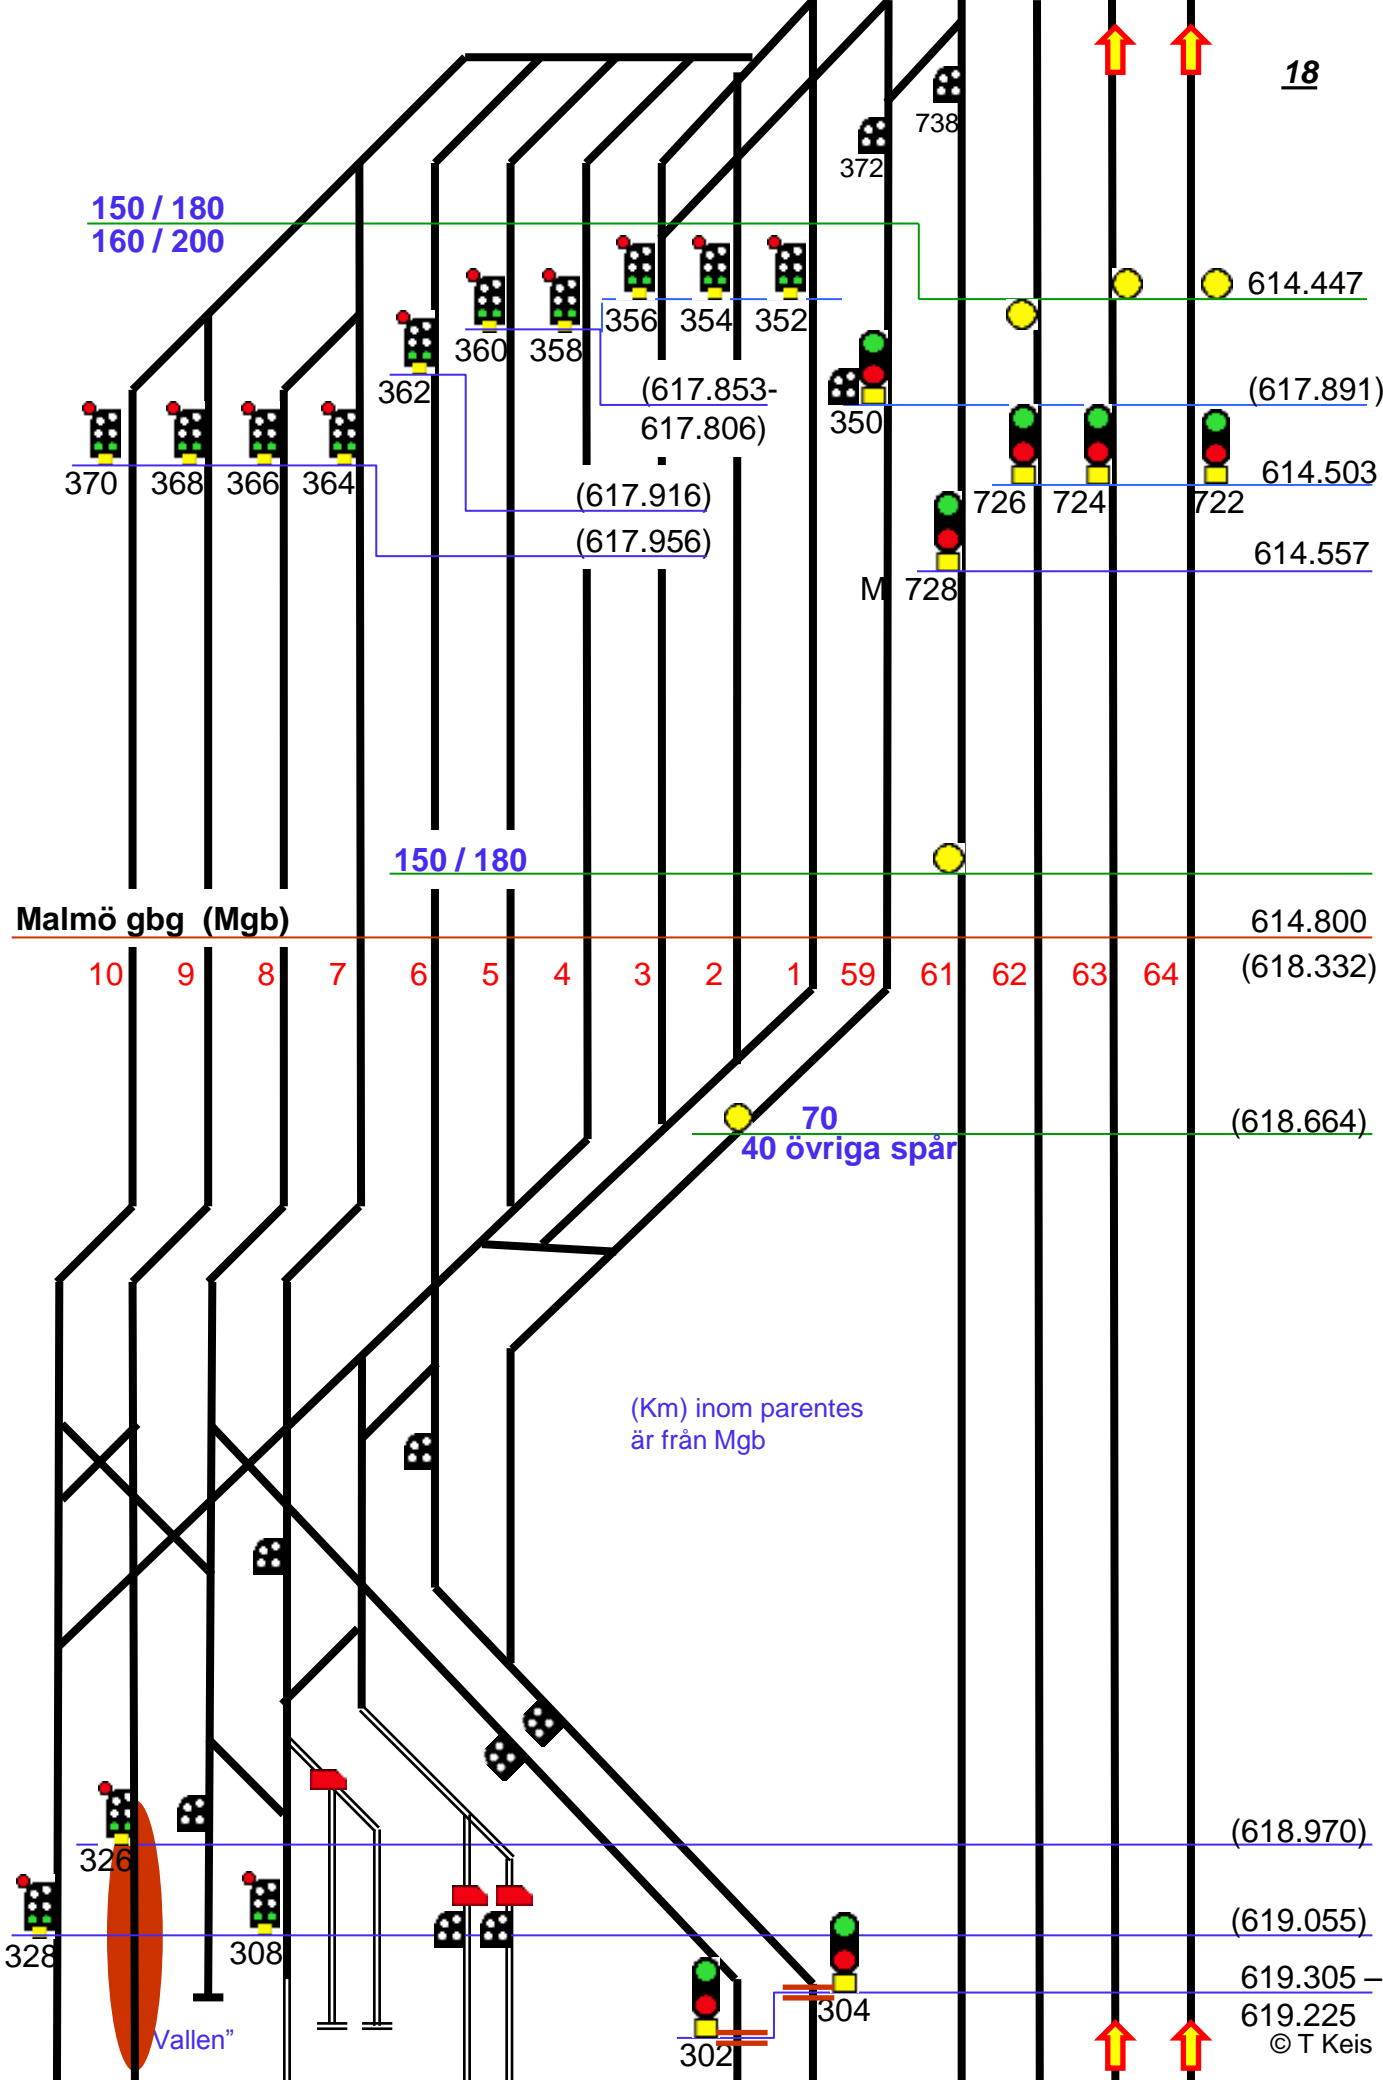 18
738
372
150 / 180
160 / 200
614.447
356 354 352
360 358
362
(617.853-
617.806)
350
(617.891)
370 368 366 364
(617.916)
726 724 722
614.503
(617.956)
614.557
M 728
150 / 180
Malmö gbg (Mgb)
614.800
10 9 8 7 6 5 4 3 2 1 59 61 62 63 64
(618.332)
70
40 övriga spår
(618.664)
(Km) inom parentes
är från Mgb
(618.970)
326
(619.055)
328
308
619.305 –
304
619.225
Vallen”
302
© T Keis